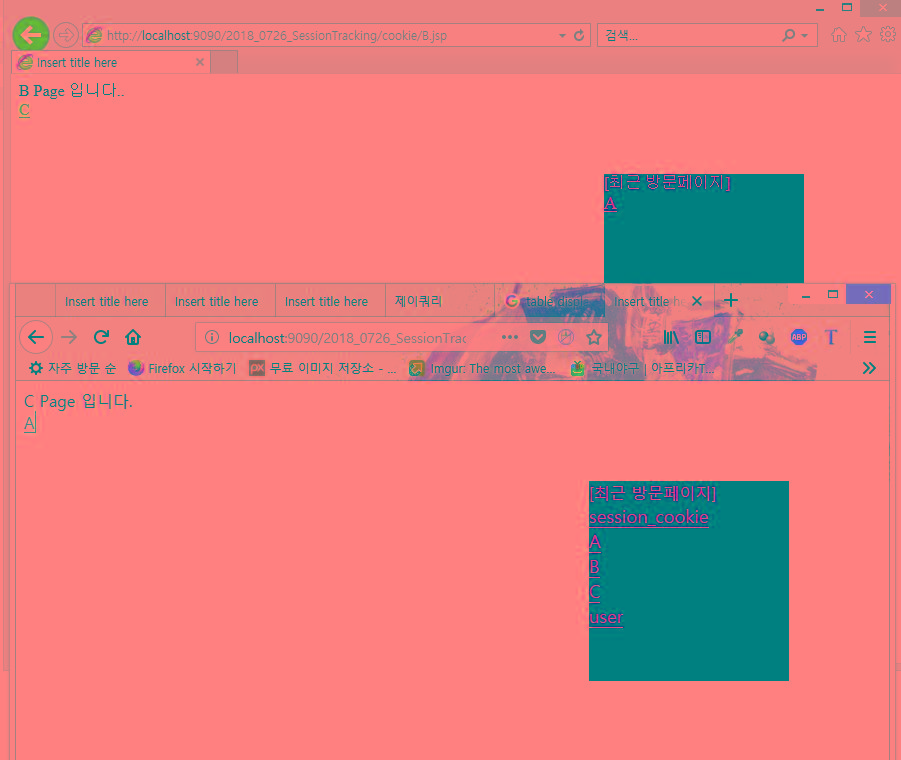 http://localhost:9090/2018_0726_SessionTracking/cookie/B.jsp
검색...
Insert title here
B Page 입니다..
C
[최근 방문페이지]
A
Insert title here
Insert title here
Insert title here
제이쿼리
table displ
Insert title he
localhost:9090/2018_0726_SessionTrac
ABP
T
자주 방문 순
Firefox 시작하기
px
무료 이미지 저장소 - ...
Imgur: The most awe...
국내야구 | 아프리카T...
C Page 입니다.
A
[최근 방문페이지]
session_cookie
A
B
C
user